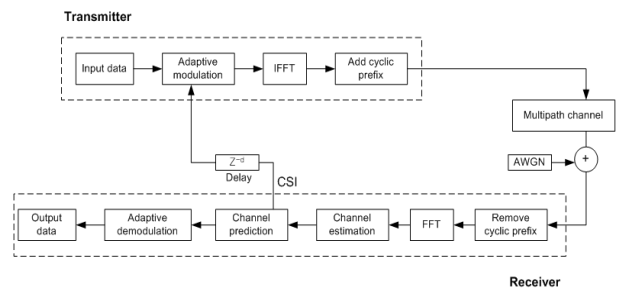 Transmitter
Input data
Adaptive
modulation
IFFT
Add cyclic
prefix
Multipath channel
AWGN
+
Z-d
Delay
CSI
Output
data
Adaptive
demodulation
Channel
prediction
Channel
estimation
FFT
Remove
cyclic prefix
Receiver